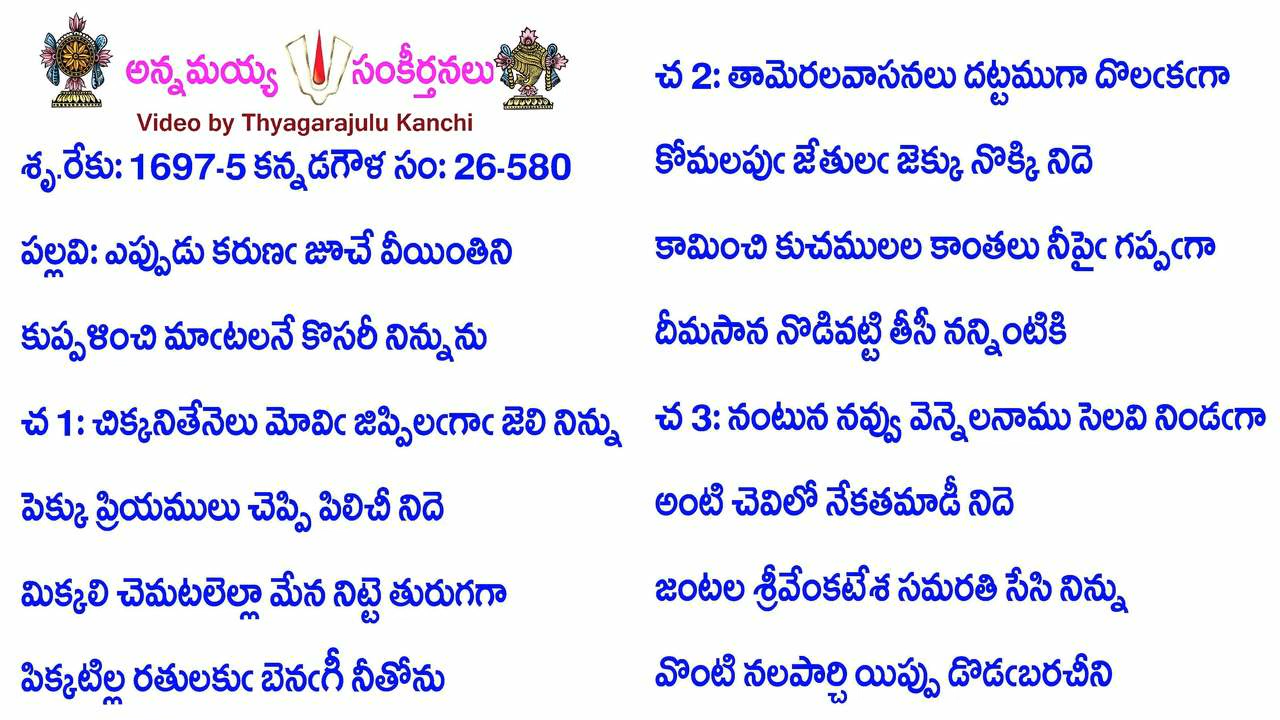 అన్నమయ్య సంకీర్తనలు
Video by Thyagarajulu Kanchi
శృ.రేకు: 1697-5 కన్నడగౌళ సం: 26-580
పల్లవి: ఎప్పుడు కరుణఁ జూచే వీయింతిని
కుప్పళించి మాఁటలనే కొసరీ నిన్నును
చ 1: చిక్కనితేనెలు మోవిఁ జిప్పిలఁగాఁ జెలి నిన్ను
పెక్కు ప్రియములు చెప్పి పిలిచీ నిదె
మిక్కలి చెమటలెల్లా మేన నిట్టె తురుగగా
పిక్కటిల్ల రతులకుఁ బెనఁగీ నీతోను
చ 2: తామెరలవాసనలు దట్టముగా దొలఁకఁగా
కోమలపుఁ జేతులఁ జెక్కు నొక్కి నిదె
కామించి కుచములల కాంతలు నీపైఁ గప్పఁగా
దీమసాన నొడివట్టి తీసీ నన్నింటికి
చ 3: నంటున నవ్వు వెన్నెలనాము సెలవి నిండఁగా
అంటి చెవిలో నేకతమాడీ నిదె
జంటల శ్రీవేంకటేశ సమరతి సేసి నిన్ను
వొంటి నలపార్చి యిప్పు డొడఁబరచీని